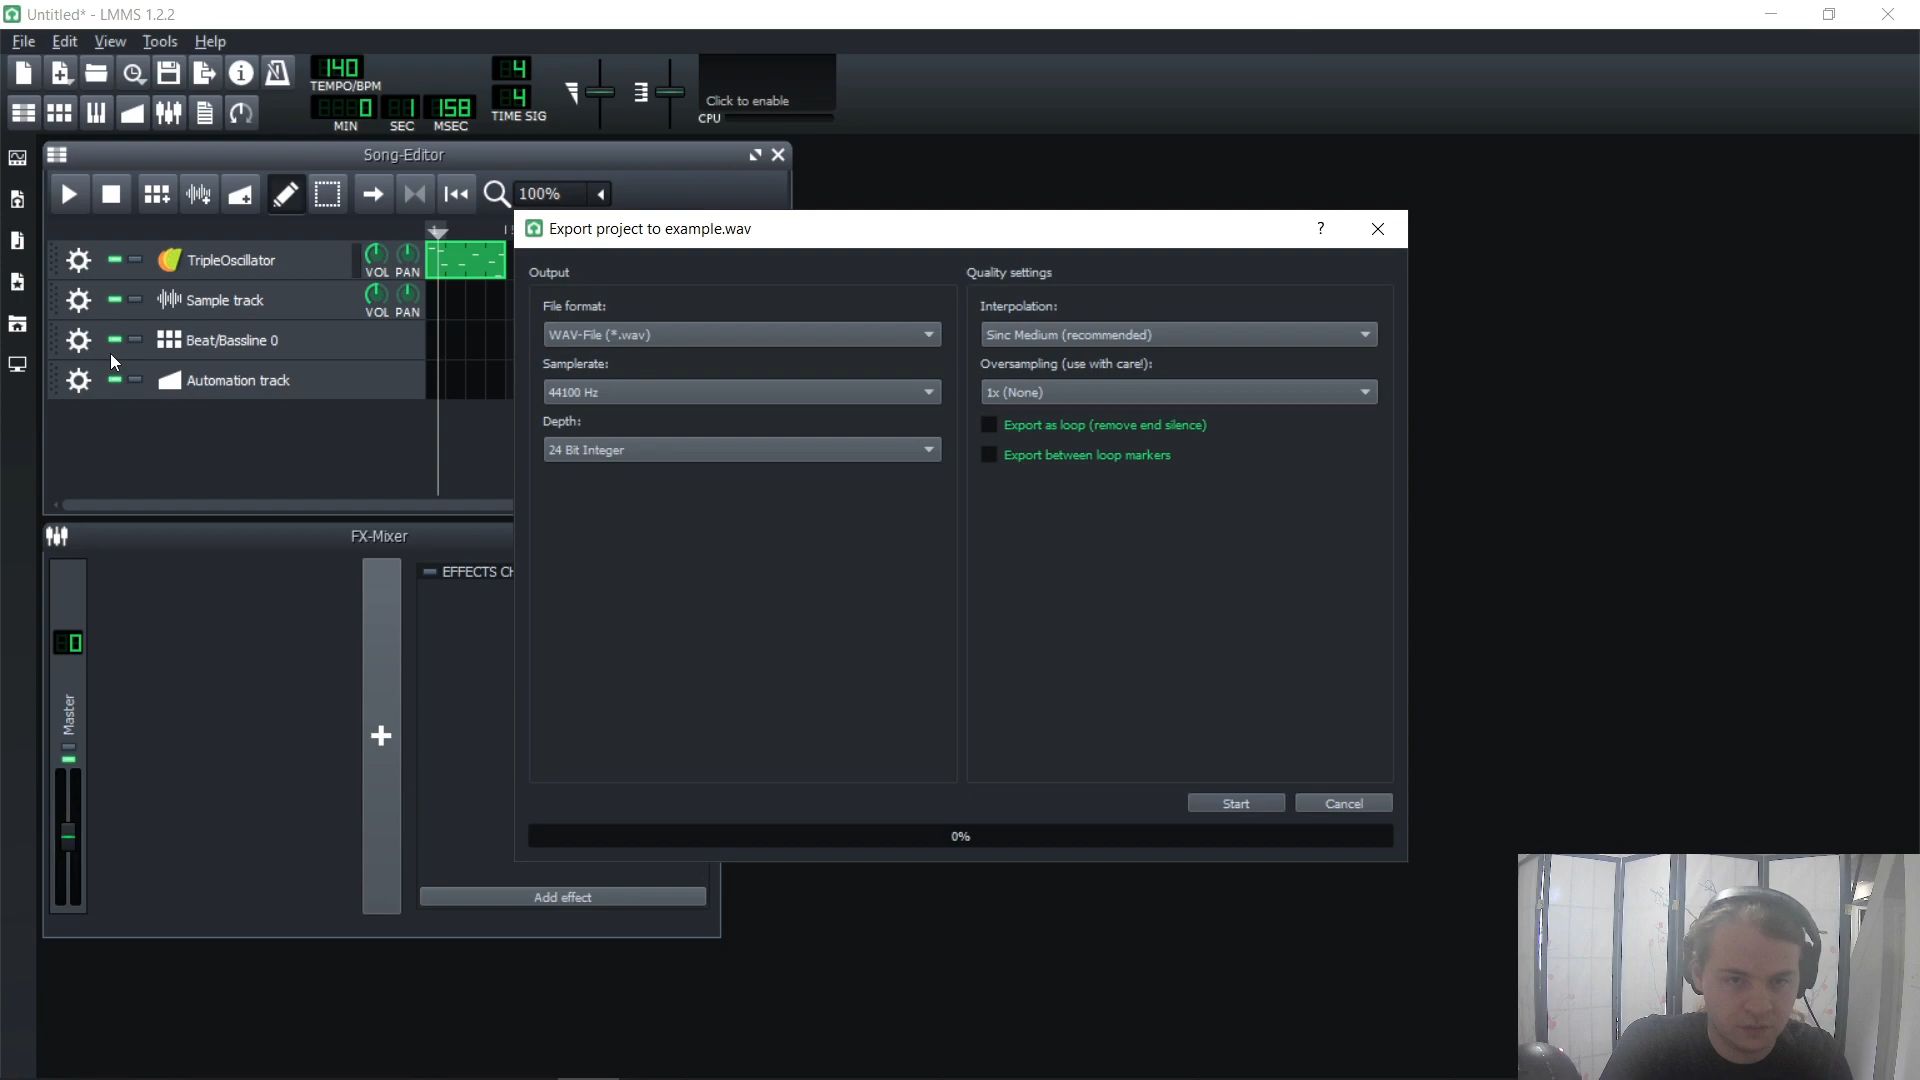 Untitled* - LMMS 1.2.2
File Edit View Tools Help
140
TEMPO/BPM
0 1 158
MIN SEC MSEC
4
4
TIME SIG
Click to enable
CPU
Song-Editor
100%
Export project to example.wav
?
Output
File format:
WAV-File (*.wav)
Samplerate:
44100 Hz
Depth:
24 Bit Integer
Quality settings
Interpolation:
Sinc Medium (recommended)
Oversampling (use with care!):
1x (None)
Export as loop (remove end silence)
Export between loop markers
Start Cancel
0%
TripleOscillator
VOL PAN
Sample track
VOL PAN
Beat/Bassline 0
Automation track
FX-Mixer
0
Master
EFFECTS CH
Add effect